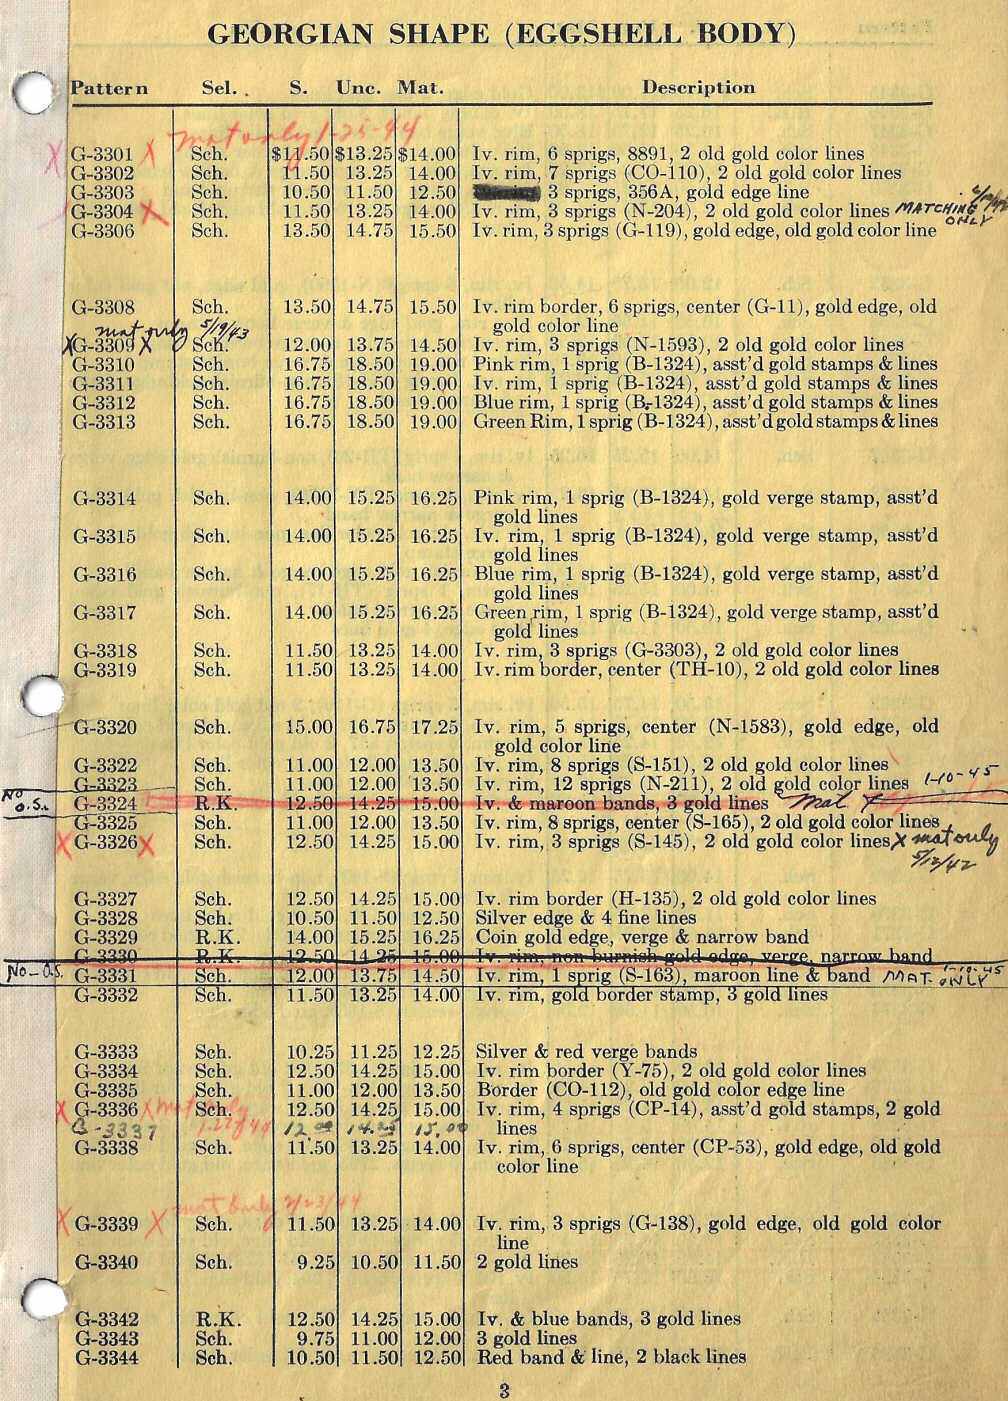 GEORGIAN SHAPE (EGGSHELL BODY)
Pattern Sel. S. Unc. Mat. Description
mat only 1-25-44
X G-3301 X Sch. $11.50 $13.25 $14.00 Iv. rim, 6 sprigs, 8891, 2 old gold color lines
G-3302 Sch. 11.50 13.25 14.00 Iv. rim, 7 sprigs (CO-110), 2 old gold color lines
G-3303 Sch. 10.50 11.50 12.50 3 sprigs, 356A, gold edge line
G-3304 X Sch. 11.50 13.25 14.00 Iv. rim, 3 sprigs (N-204), 2 old gold color lines MATCHING ONLY
G-3306 Sch. 13.50 14.75 15.50 Iv. rim, 3 sprigs (G-119), gold edge, old gold color line
G-3308 Sch. 13.50 14.75 15.50 Iv. rim border, 6 sprigs, center (G-11), gold edge, old
gold color line
mat only 5/19/43
X G-3309 X Sch. 12.00 13.75 14.50 Iv. rim, 3 sprigs (N-1593), 2 old gold color lines
G-3310 Sch. 16.75 18.50 19.00 Pink rim, 1 sprig (B-1324), asst'd gold stamps & lines
G-3311 Sch. 16.75 18.50 19.00 Iv. rim, 1 sprig (B-1324), asst'd gold stamps & lines
G-3312 Sch. 16.75 18.50 19.00 Blue rim, 1 sprig (B-1324), asst'd gold stamps & lines
G-3313 Sch. 16.75 18.50 19.00 Green Rim, 1 sprig (B-1324), asst'd gold stamps & lines
G-3314 Sch. 14.00 15.25 16.25 Pink rim, 1 sprig (B-1324), gold verge stamp, asst'd
gold lines
G-3315 Sch. 14.00 15.25 16.25 Iv. rim, 1 sprig (B-1324), gold verge stamp, asst'd
gold lines
G-3316 Sch. 14.00 15.25 16.25 Blue rim, 1 sprig (B-1324), gold verge stamp, asst'd
gold lines
G-3317 Sch. 14.00 15.25 16.25 Green rim, 1 sprig (B-1324), gold verge stamp, asst'd
gold lines
G-3318 Sch. 11.50 13.25 14.00 Iv. rim, 3 sprigs (G-3303), 2 old gold color lines
G-3319 Sch. 11.50 13.25 14.00 Iv. rim border, center (TH-10), 2 old gold color lines
G-3320 Sch. 15.00 16.75 17.25 Iv. rim, 5 sprigs, center (N-1583), gold edge, old
gold color line
G-3322 Sch. 11.00 12.00 13.50 Iv. rim, 8 sprigs (S-151), 2 old gold color lines
G-3323 Sch. 11.00 12.00 13.50 Iv. rim, 12 sprigs (N-211), 2 old gold color lines 1-10-45
No O.S. G-3324 R.K. 12.50 14.25 15.00 Iv. & maroon bands, 3 gold lines Mat
G-3325 Sch. 11.00 12.00 13.50 Iv. rim, 8 sprigs, center (S-165), 2 old gold color lines
X G-3326 X Sch. 12.50 14.25 15.00 Iv. rim, 3 sprigs (S-145), 2 old gold color lines X mat only
5/12/42
G-3327 Sch. 12.50 14.25 15.00 Iv. rim border (H-135), 2 old gold color lines
G-3328 Sch. 10.50 11.50 12.50 Silver edge & 4 fine lines
G-3329 R.K. 14.00 15.25 16.25 Coin gold edge, verge & narrow band
G-3330 R.K. 12.50 14.25 15.00 Iv. rim, non burnish gold edge, verge, narrow band
No-O.S. G-3331 Sch. 12.00 13.75 14.50 Iv. rim, 1 sprig (S-163), maroon line & band MAT. ONLY 1-10-45
G-3332 Sch. 11.50 13.25 14.00 Iv. rim, gold border stamp, 3 gold lines
G-3333 Sch. 10.25 11.25 12.25 Silver & red verge bands
G-3334 Sch. 12.50 14.25 15.00 Iv. rim border (Y-75), 2 old gold color lines
G-3335 Sch. 11.00 12.00 13.50 Border (CO-112), old gold color edge line
X G-3336 X mat only Sch. 12.50 14.25 15.00 Iv. rim, 4 sprigs (CP-14), asst'd gold stamps, 2 gold
G-3337 12.00 14.25 15.00 lines
G-3338 Sch. 11.50 13.25 14.00 Iv. rim, 6 sprigs, center (CP-53), gold edge, old gold
color line
mat only 2/23/44
X G-3339 X Sch. 11.50 13.25 14.00 Iv. rim, 3 sprigs (G-138), gold edge, old gold color
line
G-3340 Sch. 9.25 10.50 11.50 2 gold lines
G-3342 R.K. 12.50 14.25 15.00 Iv. & blue bands, 3 gold lines
G-3343 Sch. 9.75 11.00 12.00 3 gold lines
G-3344 Sch. 10.50 11.50 12.50 Red band & line, 2 black lines
3